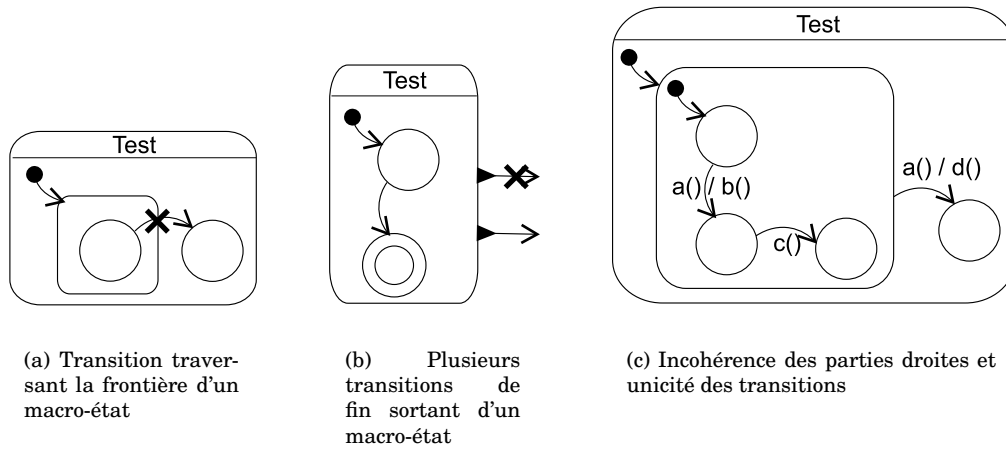 Test
(a) Transition traver-
sant la frontière d'un
macro-état
Test
(b) Plusieurs
transitions de
fin sortant d'un
macro-état
Test
a() / b()
c()
a() / d()
(c) Incohérence des parties droites et
unicité des transitions